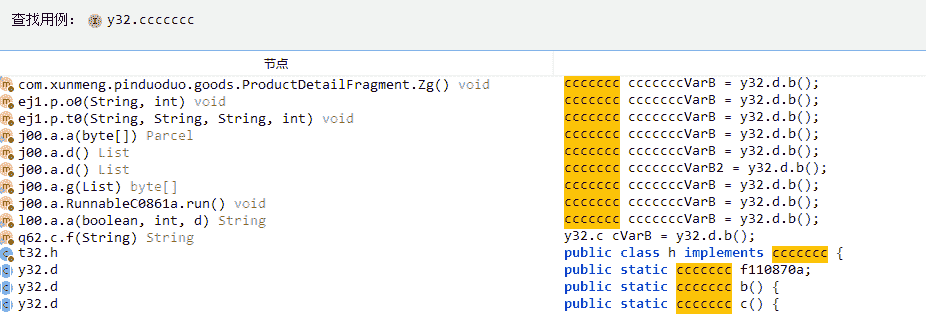 查找用例： y32.ccccccc
节点
com.xunmeng.pinduoduo.goods.ProductDetailFragment.Zg() void ccccccc cccccccVarB = y32.d.b();
ej1.p.o0(String, int) void ccccccc cccccccVarB = y32.d.b();
ej1.p.t0(String, String, String, int) void ccccccc cccccccVarB = y32.d.b();
j00.a.a(byte[]) Parcel ccccccc cccccccVarB = y32.d.b();
j00.a.d() List ccccccc cccccccVarB = y32.d.b();
j00.a.d() List ccccccc cccccccVarB2 = y32.d.b();
j00.a.g(List) byte[] ccccccc cccccccVarB = y32.d.b();
j00.a.RunnableC0861a.run() void ccccccc cccccccVarB = y32.d.b();
l00.a.a(boolean, int, d) String ccccccc cccccccVarB = y32.d.b();
q62.c.f(String) String y32.c cVarB = y32.d.b();
t32.h public class h implements ccccccc {
y32.d public static ccccccc f110870a;
y32.d public static ccccccc b() {
y32.d public static ccccccc c() {